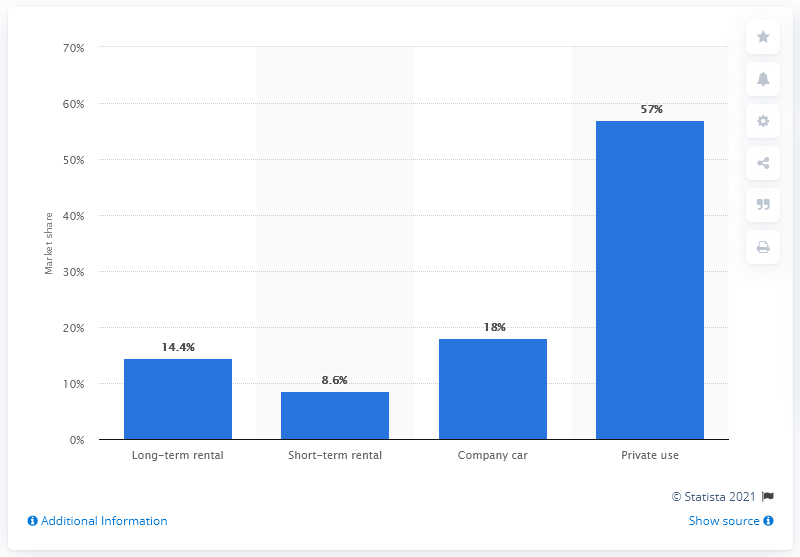 70%
60%
50%
40%
30%
20%
10%
0%
Market share
14.4%
8.6%
18%
57%
Long-term rental
Short-term rental
Company car
Private use
© Statista 2021
Additional Information
Show source